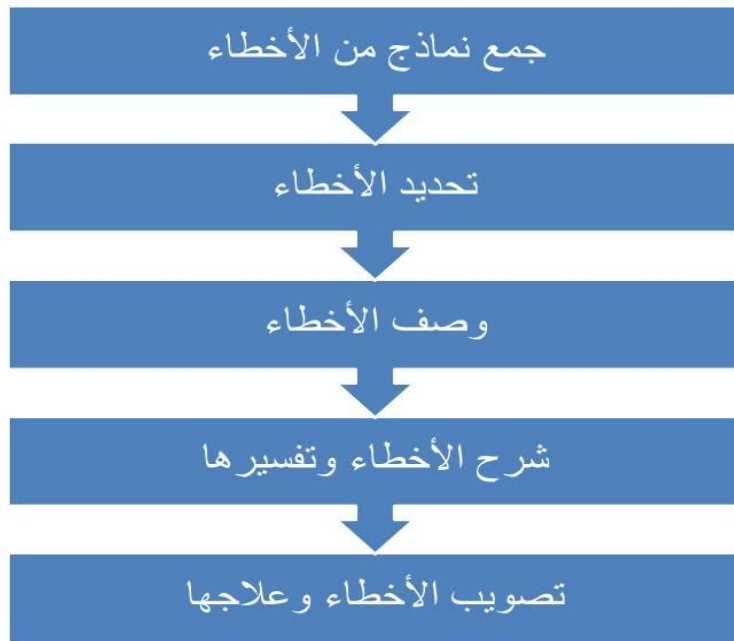 جمع نماذج من الأخطاء
تحديد الأخطاء
وصف الأخطاء
شرح الأخطاء وتفسيرها
تصويب الأخطاء وعلاجها